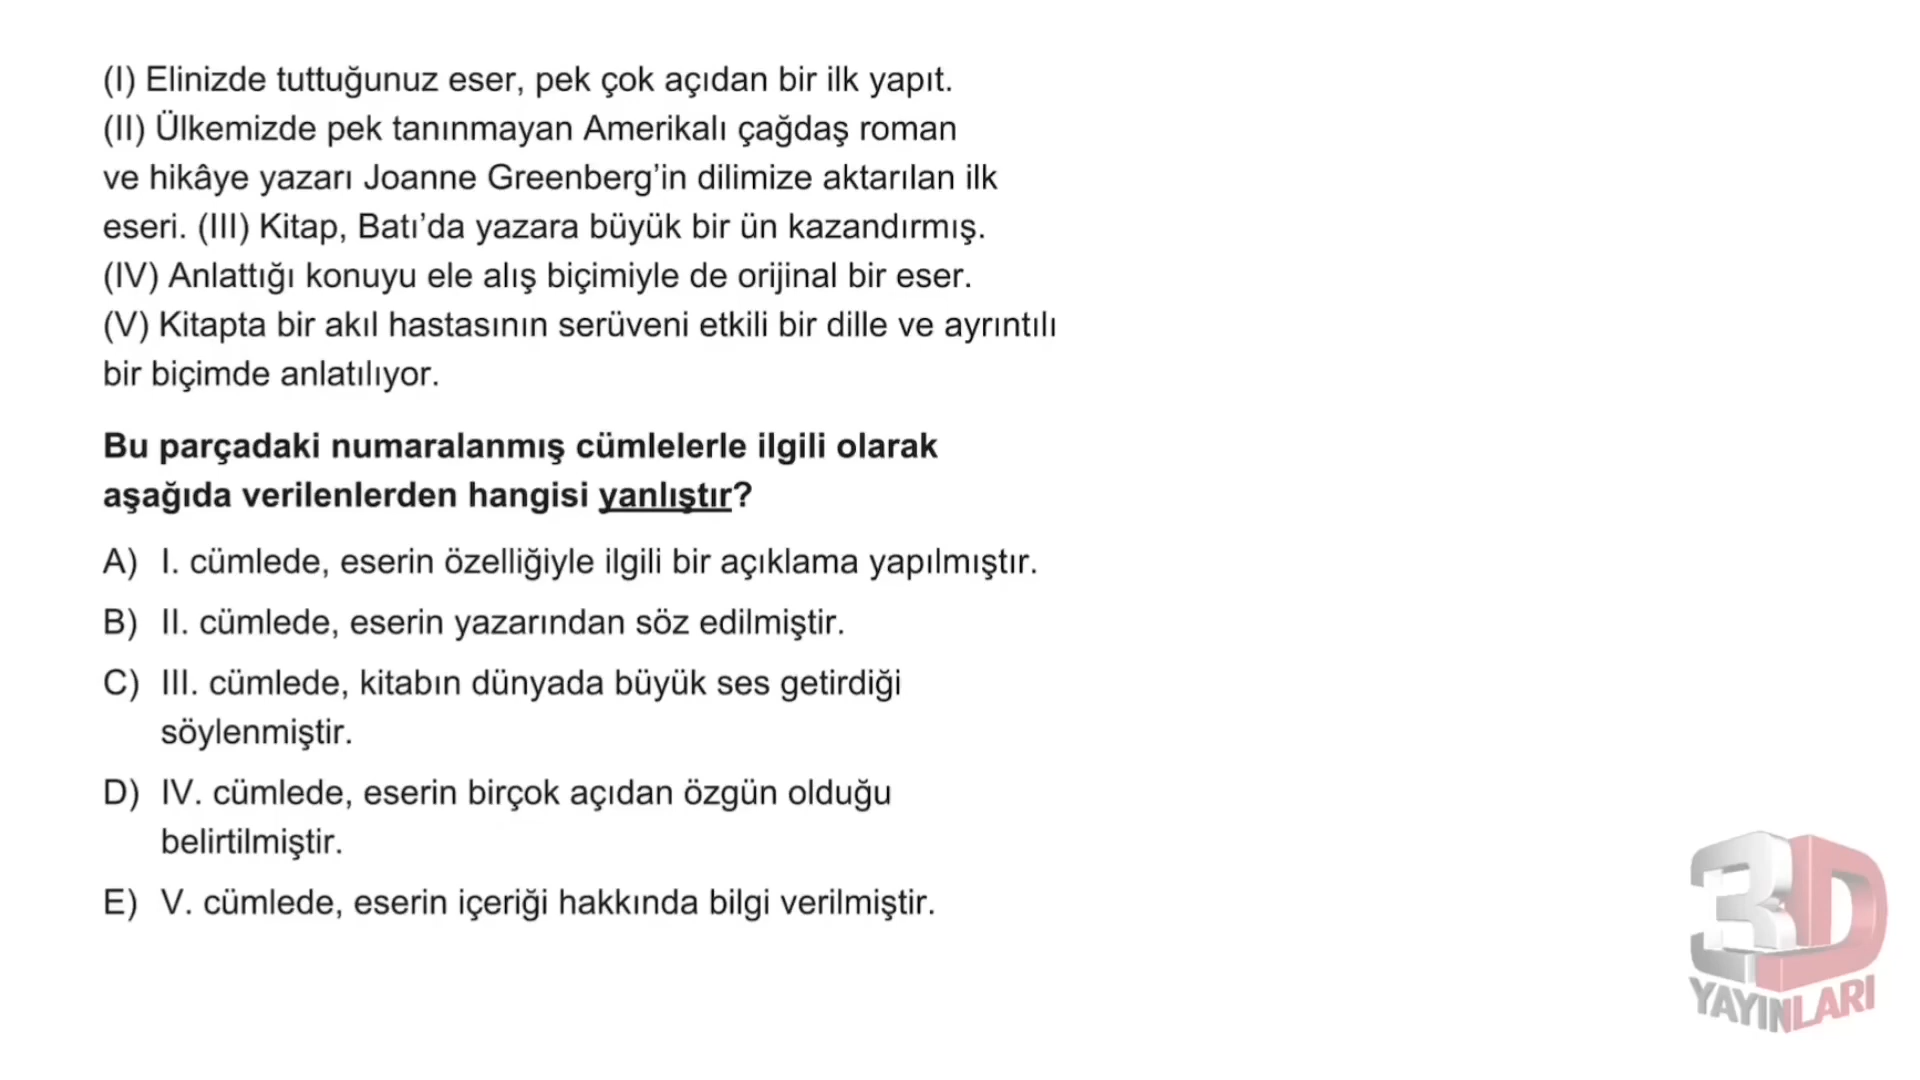 (I) Elinizde tuttuğunuz eser, pek çok açıdan bir ilk yapıt.
(II) Ülkemizde pek tanınmayan Amerikalı çağdaş roman
ve hikâye yazarı Joanne Greenberg’in dilimize aktarılan ilk
eseri. (III) Kitap, Batı’da yazara büyük bir ün kazandırmış.
(IV) Anlattığı konuyu ele alış biçimiyle de orijinal bir eser.
(V) Kitapta bir akıl hastasının serüveni etkili bir dille ve ayrıntılı
bir biçimde anlatılıyor.
Bu parçadaki numaralanmış cümlelerle ilgili olarak
aşağıda verilenlerden hangisi yanlıştır?
A) I. cümlede, eserin özelliğiyle ilgili bir açıklama yapılmıştır.
B) II. cümlede, eserin yazarından söz edilmiştir.
C) III. cümlede, kitabın dünyada büyük ses getirdiği
söylenmiştir.
D) IV. cümlede, eserin birçok açıdan özgün olduğu
belirtilmiştir.
E) V. cümlede, eserin içeriği hakkında bilgi verilmiştir.
3D
YAYINLARI